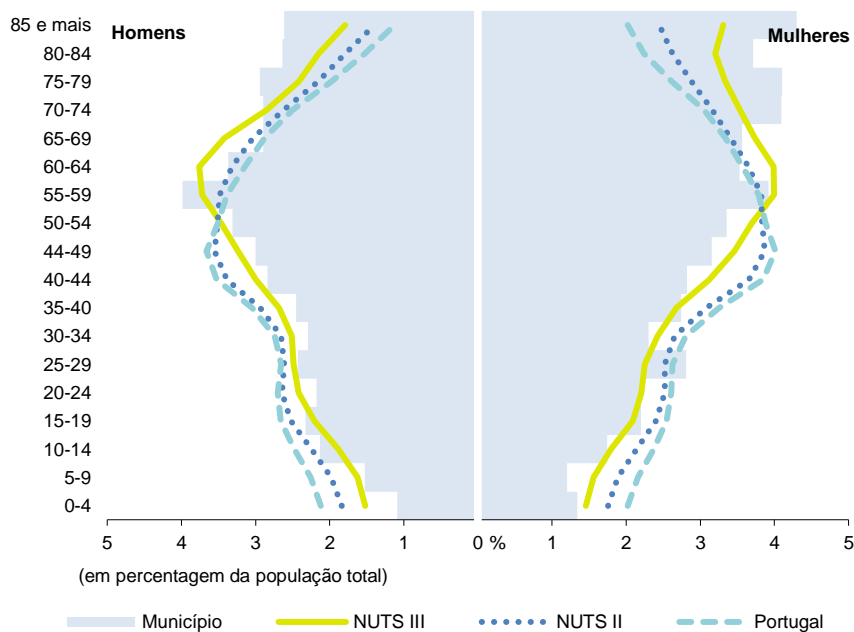 85 e mais
Homens
Mulheres
80-84
75-79
70-74
65-69
60-64
55-59
50-54
44-49
40-44
35-40
30-34
25-29
20-24
15-19
10-14
5-9
0-4
5 4 3 2 1 0 % 1 2 3 4 5
(em percentagem da população total)
Município NUTS III NUTS II Portugal